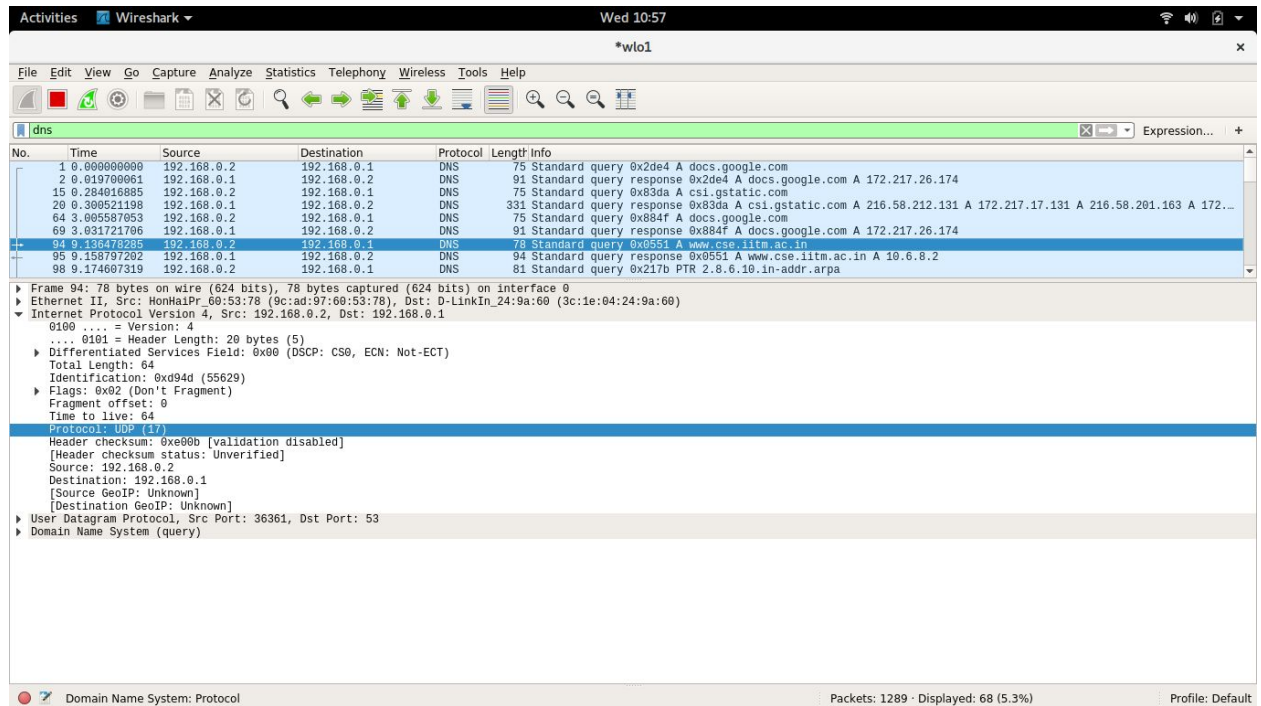 Activities Wireshark Wed 10:57
*wlo1 ×
File Edit View Go Capture Analyze Statistics Telephony Wireless Tools Help
dns Expression... +
No. Time Source Destination Protocol Length Info
1 0.000000000 192.168.0.2 192.168.0.1 DNS 75 Standard query 0x2de4 A docs.google.com
2 0.019700061 192.168.0.1 192.168.0.2 DNS 91 Standard query response 0x2de4 A docs.google.com A 172.217.26.174
15 0.284016885 192.168.0.2 192.168.0.1 DNS 75 Standard query 0x83da A csi.gstatic.com
20 0.300521198 192.168.0.1 192.168.0.2 DNS 331 Standard query response 0x83da A csi.gstatic.com A 216.58.212.131 A 172.217.17.131 A 216.58.201.163 A 172...
64 3.005587053 192.168.0.2 192.168.0.1 DNS 75 Standard query 0x884f A docs.google.com
69 3.031721706 192.168.0.1 192.168.0.2 DNS 91 Standard query response 0x884f A docs.google.com A 172.217.26.174
94 9.136478285 192.168.0.2 192.168.0.1 DNS 78 Standard query 0x0551 A www.cse.iitm.ac.in
95 9.158797202 192.168.0.1 192.168.0.2 DNS 94 Standard query response 0x0551 A www.cse.iitm.ac.in A 10.6.8.2
98 9.174607319 192.168.0.2 192.168.0.1 DNS 81 Standard query 0x217b PTR 2.8.6.10.in-addr.arpa
Frame 94: 78 bytes on wire (624 bits), 78 bytes captured (624 bits) on interface 0
Ethernet II, Src: HonHaiPr_60:53:78 (9c:ad:97:60:53:78), Dst: D-LinkIn_24:9a:60 (3c:1e:04:24:9a:60)
Internet Protocol Version 4, Src: 192.168.0.2, Dst: 192.168.0.1
0100 .... = Version: 4
.... 0101 = Header Length: 20 bytes (5)
Differentiated Services Field: 0x00 (DSCP: CS0, ECN: Not-ECT)
Total Length: 64
Identification: 0xd94d (55629)
Flags: 0x02 (Don't Fragment)
Fragment offset: 0
Time to live: 64
Protocol: UDP (17)
Header checksum: 0xe00b [validation disabled]
[Header checksum status: Unverified]
Source: 192.168.0.2
Destination: 192.168.0.1
[Source GeoIP: Unknown]
[Destination GeoIP: Unknown]
User Datagram Protocol, Src Port: 36361, Dst Port: 53
Domain Name System (query)
Domain Name System: Protocol Packets: 1289 · Displayed: 68 (5.3%) Profile: Default